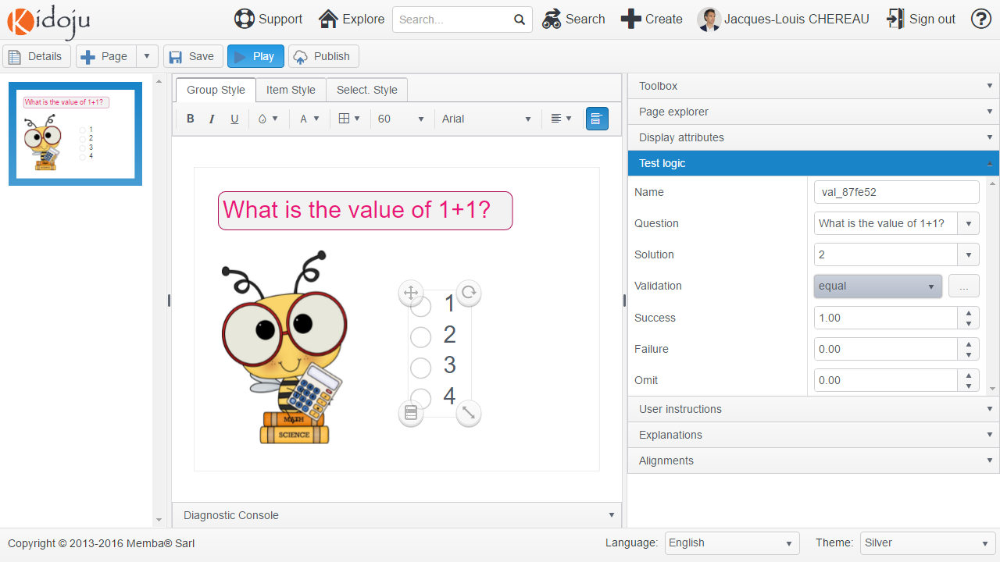 Kidoju Support Explore Search... Search Create Jacques-Louis CHEREAU Sign out ?
Details Page Save Play Publish
What is the value of 1+1?
1
2
3
4
Group Style Item Style Select. Style
B I U A 60 Arial
What is the value of 1+1?
1
2
3
4
MATH
SCIENCE
Diagnostic Console
Toolbox
Page explorer
Display attributes
Test logic
Name val_87fe52
Question What is the value of 1+1?
Solution 2
Validation equal ...
Success 1.00
Failure 0.00
Omit 0.00
User instructions
Explanations
Alignments
Copyright © 2013-2016 Memba® Sarl Language: English Theme: Silver